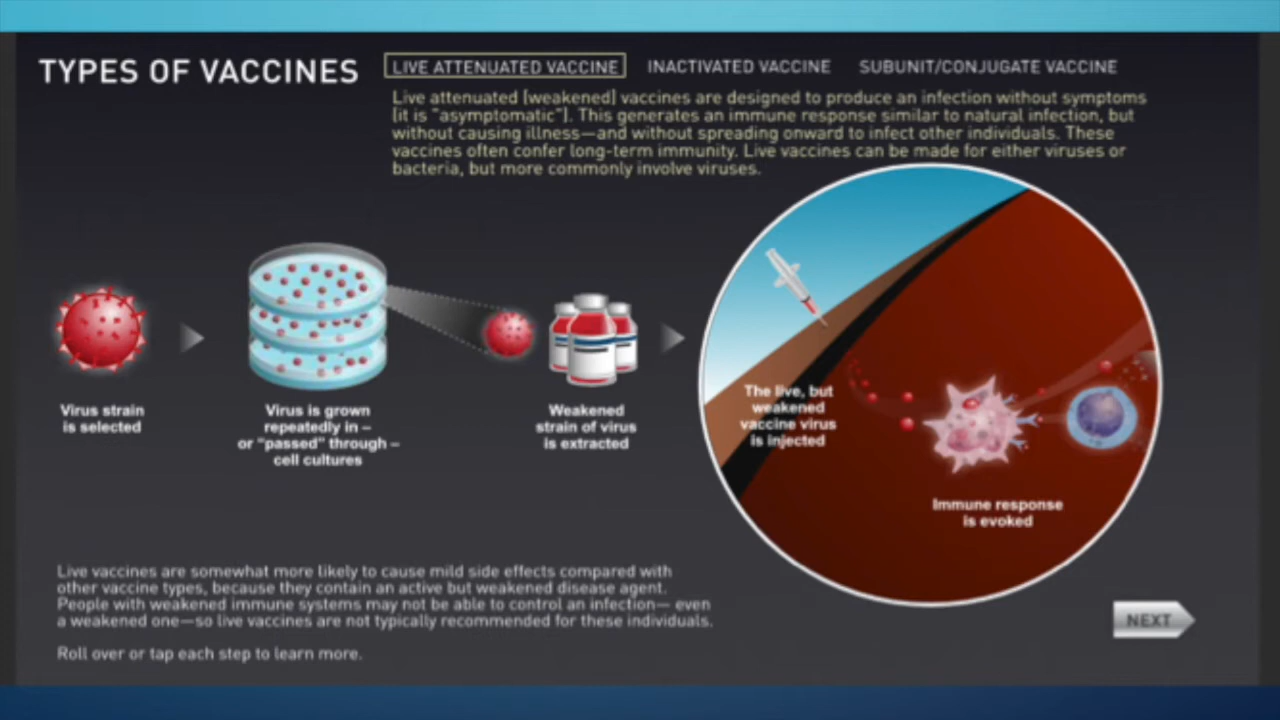 TYPES OF VACCINES
LIVE ATTENUATED VACCINE
INACTIVATED VACCINE
SUBUNIT/CONJUGATE VACCINE
Live attenuated [weakened] vaccines are designed to produce an infection without symptoms
[it is "asymptomatic"]. This generates an immune response similar to natural infection, but
without causing illness—and without spreading onward to infect other individuals. These
vaccines often confer long-term immunity. Live vaccines can be made for either viruses or
bacteria, but more commonly involve viruses.
Virus strain
is selected
Virus is grown
repeatedly in –
or "passed" through –
cell cultures
Weakened
strain of virus
is extracted
The live, but
weakened
vaccine virus
is injected
Immune response
is evoked
Live vaccines are somewhat more likely to cause mild side effects compared with
other vaccine types, because they contain an active but weakened disease agent.
People with weakened immune systems may not be able to control an infection— even
a weakened one—so live vaccines are not typically recommended for these individuals.
Roll over or tap each step to learn more.
NEXT